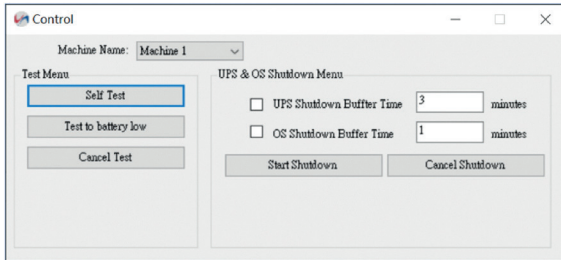 Control
Machine Name: Machine 1
Test Menu
Self Test
Test to battery low
Cancel Test
UPS & OS Shutdown Menu
UPS Shutdown Buffter Time 3 minutes
OS Shutdown Buffer Time 1 minutes
Start Shutdown Cancel Shutdown